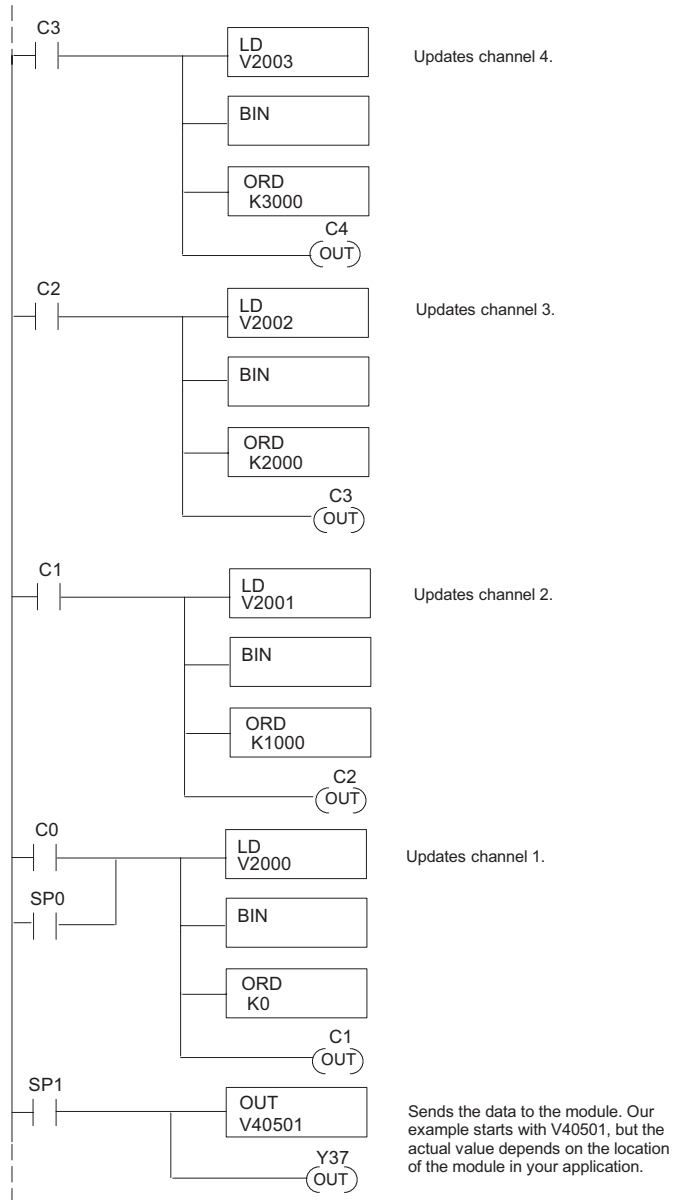 C3
LD
V2003
Updates channel 4.
BIN
ORD
K3000
C4
OUT
C2
LD
V2002
Updates channel 3.
BIN
ORD
K2000
C3
OUT
C1
LD
V2001
Updates channel 2.
BIN
ORD
K1000
C2
OUT
C0
LD
V2000
Updates channel 1.
SP0
BIN
ORD
K0
C1
OUT
SP1
OUT
V40501
Sends the data to the module. Our
example starts with V40501, but the
actual value depends on the location
of the module in your application.
Y37
OUT